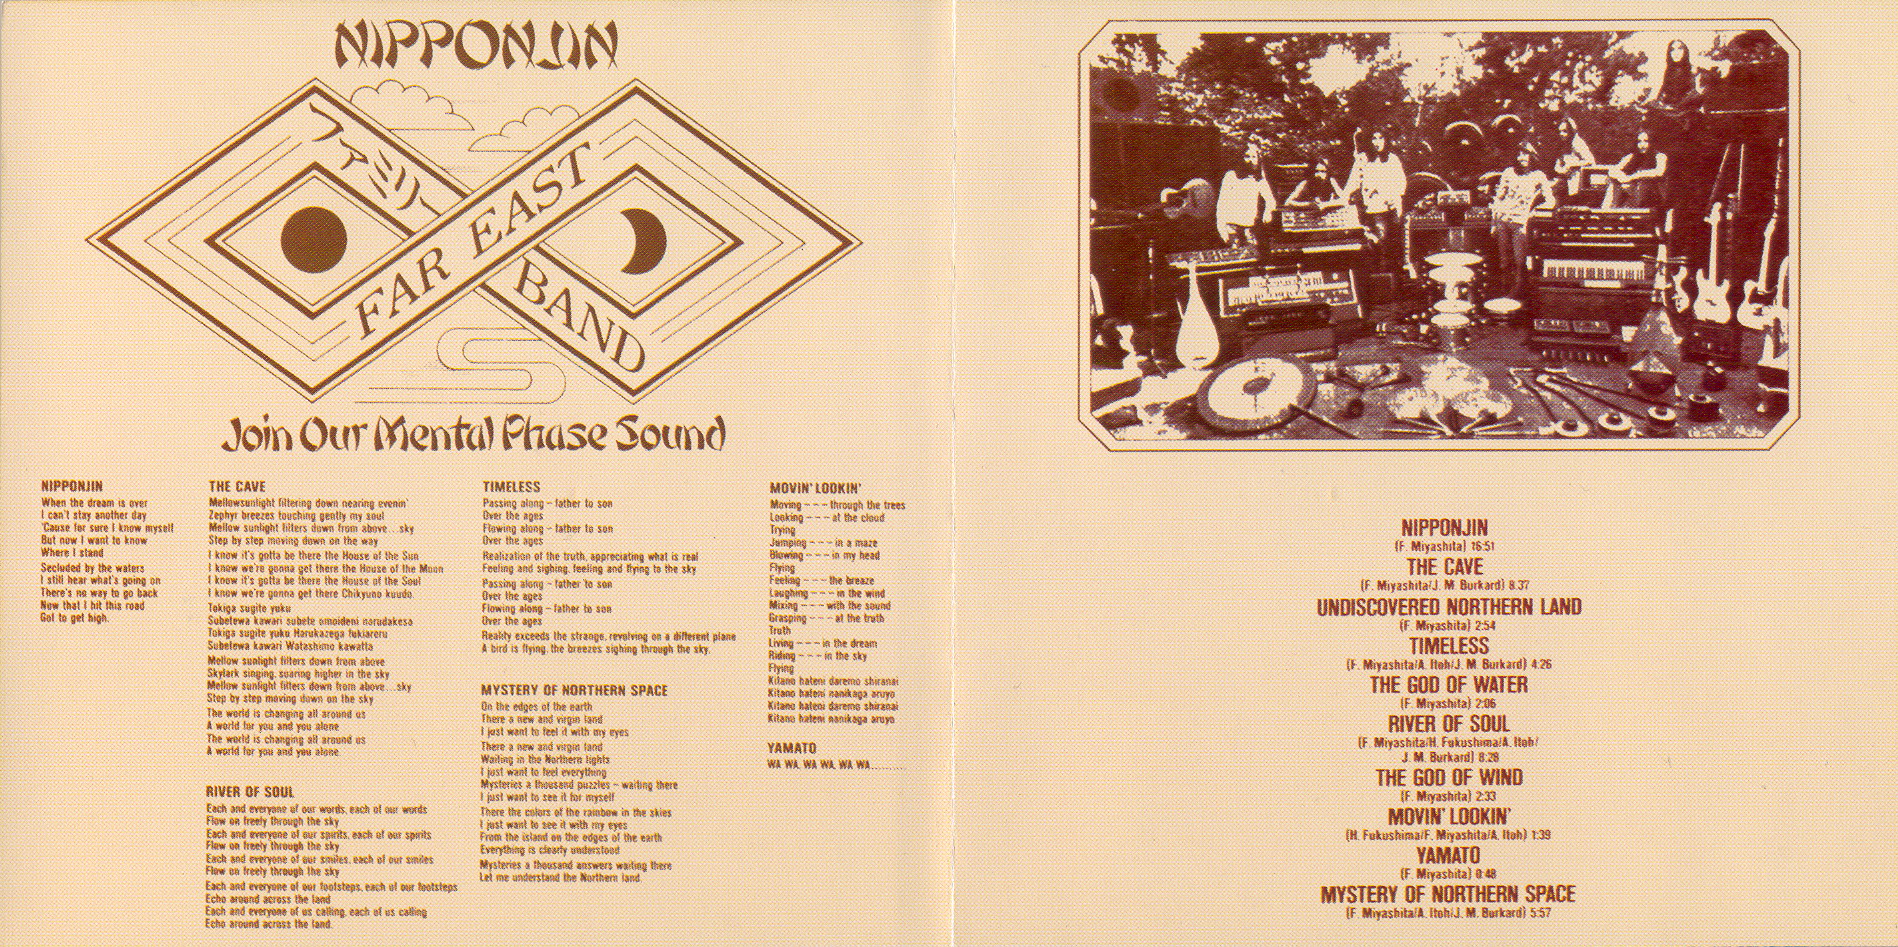 NIPPONJIN
ファミリー
FAR EAST
BAND
Join Our Mental Phase Sound
NIPPONJIN
When the dream is over
I can't stay another day
'Cause for sure I know myself
But now I want to know
Where I stand
Secluded by the waters
I still hear what's going on
There's no way to go back
Now that I hit this road
Got to get high.
THE CAVE
Mellowsunlight filtering down nearing evenin'
Zephyr breezes touching gently my soul
Mellow sunlight filters down from above...sky
Step by step moving down on the way
I know it's gotta be there the House of the Sun
I know we're gonna get there the House of the Moon
I know it's gotta be there the House of the Soul
I know we're gonna get there Chikyuno kuudo.
Tokiga sugite yuku
Subetewa kawari subete omoideni narudakesa
Tokiga sugite yuku Harukazega fukiareru
Subetewa kawari Watashimo kawatta
Mellow sunlight filters down from above
Skylark singing, soaring higher in the sky
Mellow sunlight filters down from above...sky
Step by step moving down on the sky
The world is changing all around us
A world for you and you alone
The world is changing all around us
A world for you and you alone.
RIVER OF SOUL
Each and everyone of our words, each of our words
Flow on freely through the sky
Each and everyone of our spirits, each of our spirits
Flow on freely through the sky
Each and everyone of our smiles, each of our smiles
Flow on freely through the sky
Each and everyone of our footsteps, each of our footsteps
Echo around across the land
Each and everyone of us calling, each of us calling
Echo around across the land.
TIMELESS
Passing along – father to son
Over the ages
Flowing along – father to son
Over the ages
Realization of the truth, appreciating what is real
Feeling and sighing, feeling and flying to the sky
Passing along – father to son
Over the ages
Flowing along – father to son
Over the ages
Reality exceeds the strange, revolving on a different plane
A bird is flying, the breezes sighing through the sky.
MYSTERY OF NORTHERN SPACE
On the edges of the earth
There a new and virgin land
I just want to feel it with my eyes
There a new and virgin land
Waiting in the Northern lights
I just want to feel everything
Mysteries a thousand puzzles – waiting there
I just want to see it for myself
There the colors of the rainbow in the skies
I just want to see it with my eyes
From the island on the edges of the earth
Everything is clearly understood
Mysteries a thousand answers waiting there
Let me understand the Northern land.
MOVIN' LOOKIN'
Moving – – – through the trees
Looking – – – at the cloud
Trying
Jumping – – – in a maze
Blowing – – – in my head
Flying
Feeling – – – the breaze
Laughing – – – in the wind
Mixing – – – with the sound
Grasping – – – at the truth
Truth
Living – – – in the dream
Riding – – – in the sky
Flying
Kitano hateni daremo shiranai
Kitano hateni nanikaga aruyo
Kitano hateni daremo shiranai
Kitano hateni nanikaga aruyo
YAMATO
WA WA, WA WA, WA WA..........
NIPPONJIN
(F. Miyashita) 16:51
THE CAVE
(F. Miyashita/J. M. Burkard) 8:37
UNDISCOVERED NORTHERN LAND
(F. Miyashita) 2:54
TIMELESS
(F. Miyashita/A. Itoh/J. M. Burkard) 4:26
THE GOD OF WATER
(F. Miyashita) 2:06
RIVER OF SOUL
(F. Miyashita/H. Fukushima/A. Itoh/
J. M. Burkard) 8:28
THE GOD OF WIND
(F. Miyashita) 2:33
MOVIN' LOOKIN'
(H. Fukushima/F. Miyashita/A. Itoh) 1:39
YAMATO
(F. Miyashita) 0:48
MYSTERY OF NORTHERN SPACE
(F. Miyashita/A. Itoh/J. M. Burkard) 5:57